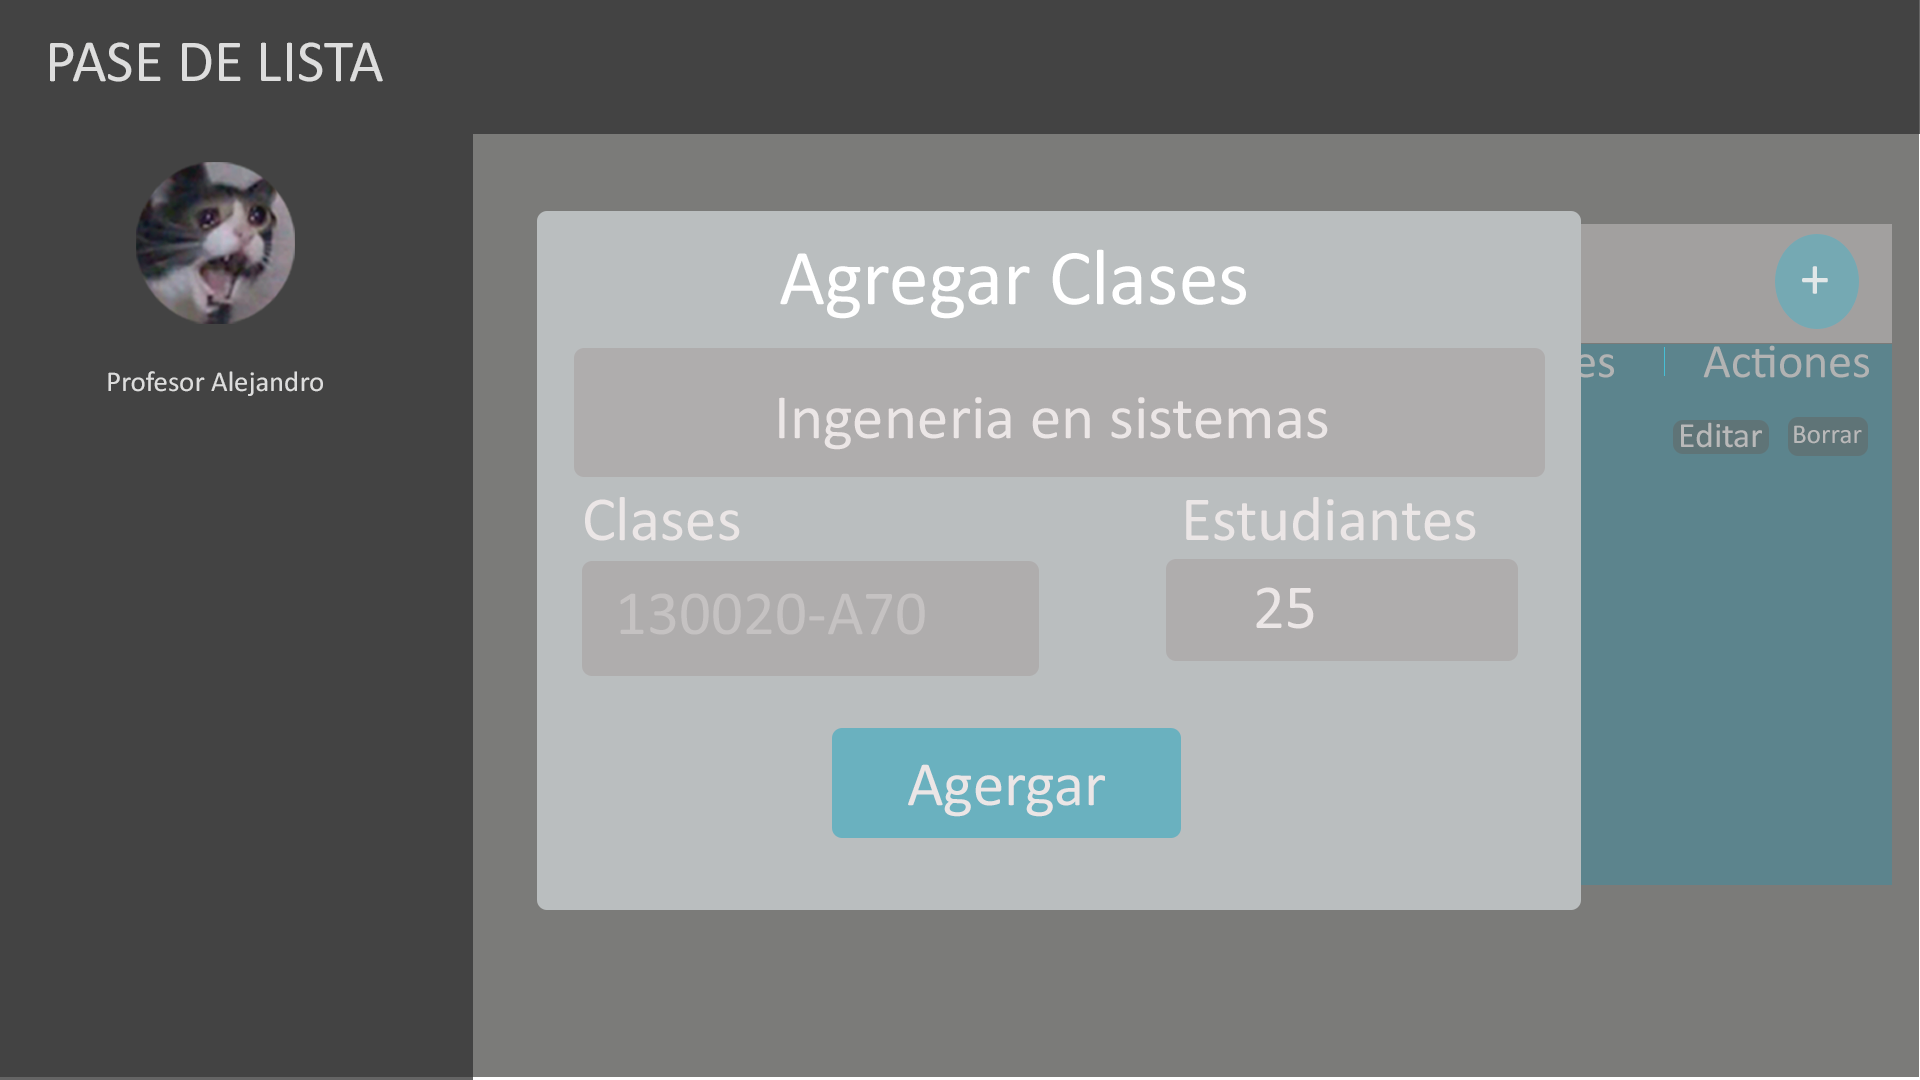 PASE DE LISTA
Profesor Alejandro
Agregar Clases
Ingeneria en sistemas
Clases
Estudiantes
130020-A70
25
Agergar
+
es
Actiones
Editar
Borrar